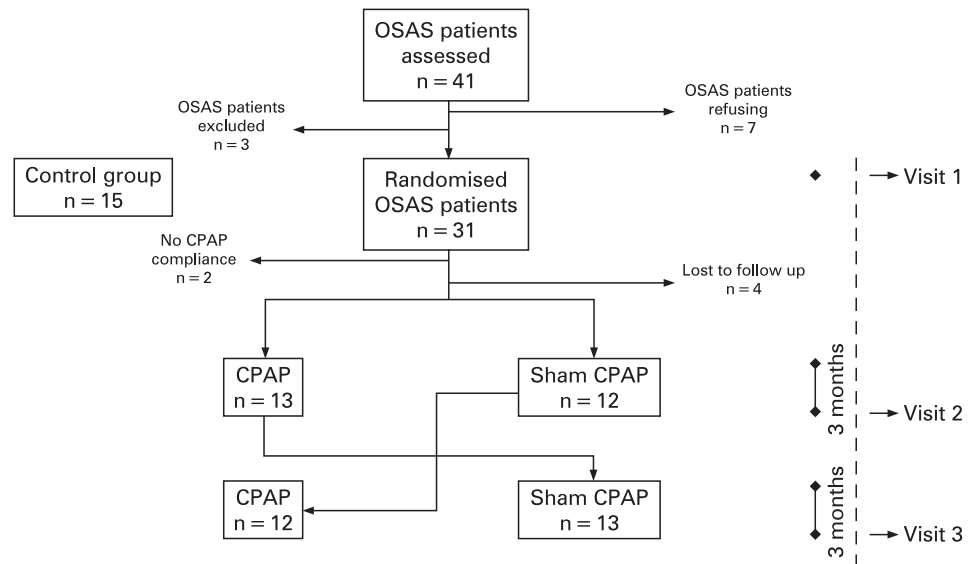 OSAS patients
assessed
n = 41
OSAS patients
refusing
n = 7
OSAS patients
excluded
n = 3
Control group
n = 15
Randomised
OSAS patients
n = 31
Visit 1
No CPAP
compliance
n = 2
Lost to follow up
n = 4
CPAP
n = 13
Sham CPAP
n = 12
3 months
Visit 2
CPAP
n = 12
Sham CPAP
n = 13
3 months
Visit 3